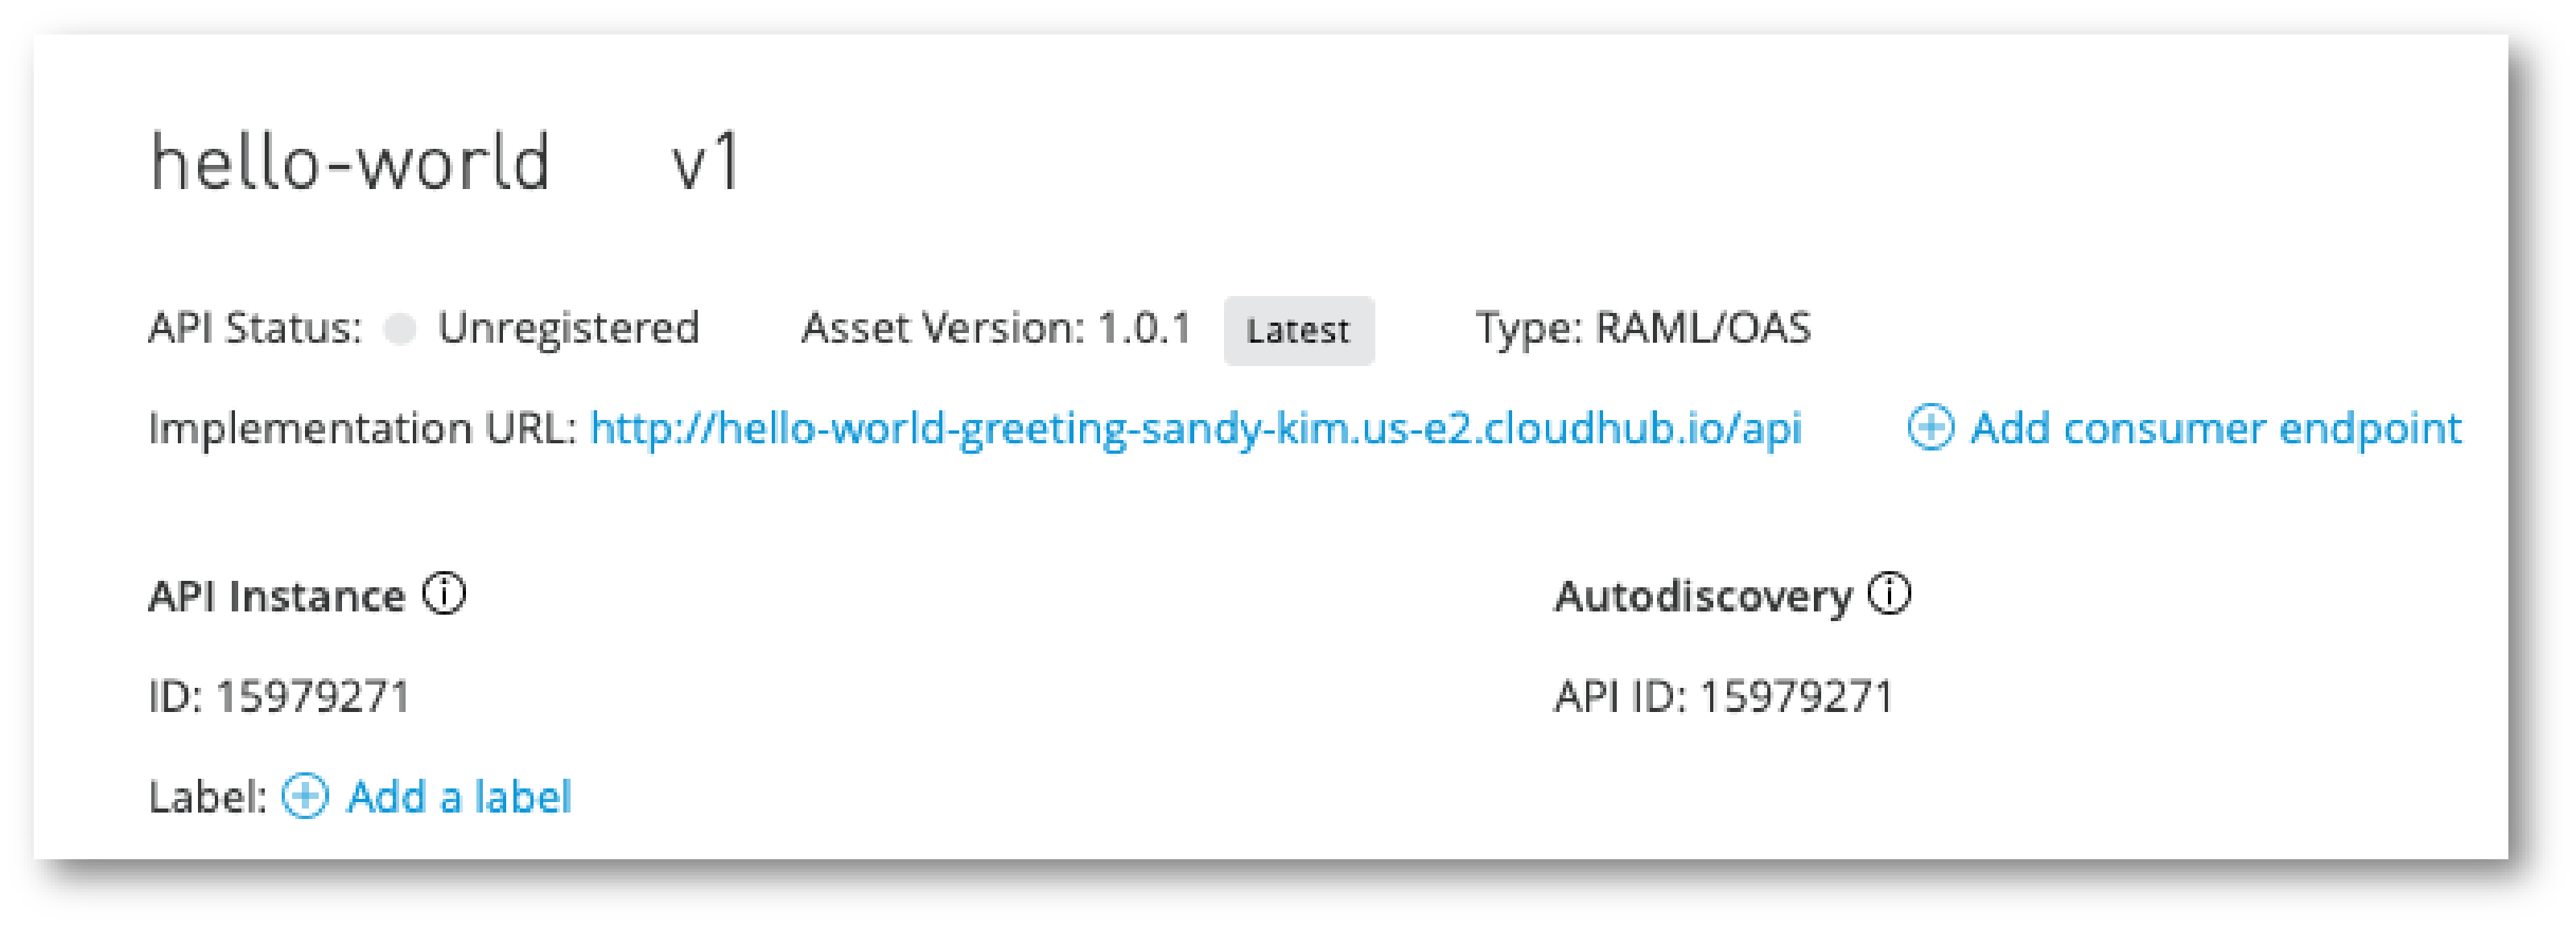 hello-world v1
API Status: Unregistered Asset Version: 1.0.1 Latest Type: RAML/OAS
Implementation URL: http://hello-world-greeting-sandy-kim.us-e2.cloudhub.io/api Add consumer endpoint
API Instance Autodiscovery
ID: 15979271 API ID: 15979271
Label: Add a label